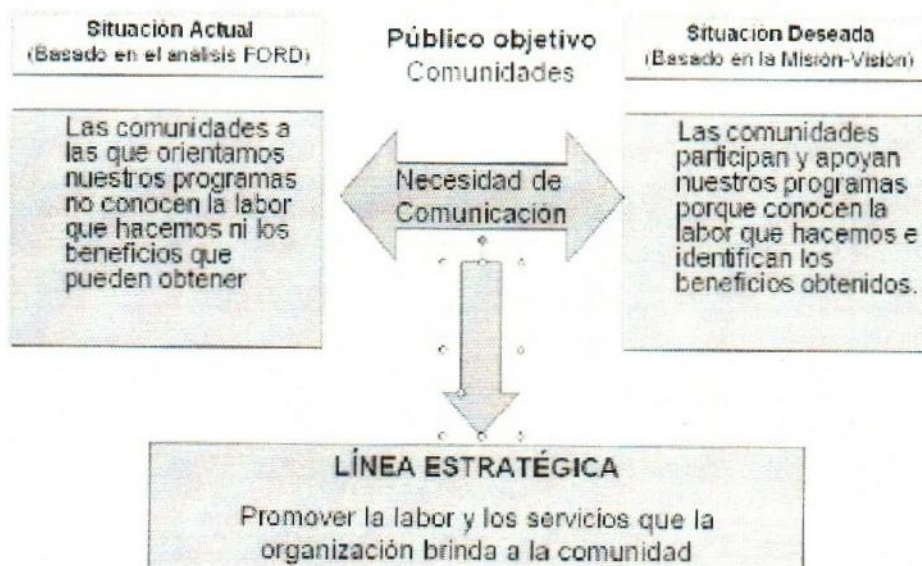 Situación Actual
(Basado en el análisis FORD)
Las comunidades a
las que orientamos
nuestros programas
no conocen la labor
que hacemos ni los
beneficios que
pueden obtener
Público objetivo
Comunidades
Necesidad de
Comunicación
Situación Deseada
(Basado en la Misión-Visión)
Las comunidades
participan y apoyan
nuestros programas
porque conocen la
labor que hacemos e
identifican los
beneficios obtenidos.
LÍNEA ESTRATÉGICA
Promover la labor y los servicios que la
organización brinda a la comunidad